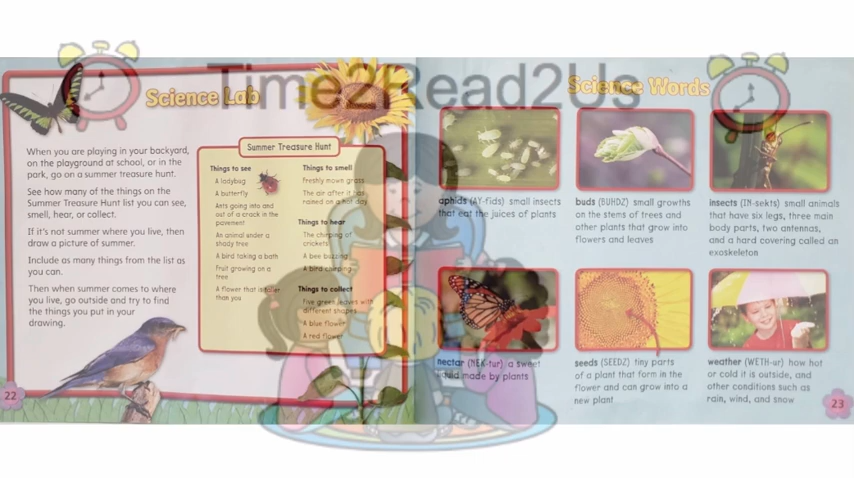 Time2Read2Us
Science Lab
When you are playing in your backyard,
on the playground at school, or in the
park, go on a summer treasure hunt.
See how many of the things on the
Summer Treasure Hunt list you can see,
smell, hear, or collect.
If it's not summer where you live, then
draw a picture of summer.
Include as many things from the list as
you can.
Then when summer comes to where
you live, go outside and try to find
the things you put in your
drawing.
22
Summer Treasure Hunt
Things to see
A ladybug
A butterfly
Ants going into and
out of a crack in the
pavement
An animal under a
shady tree
A bird taking a bath
Fruit growing on a
tree
A flower that is taller
than you
Things to smell
Freshly mown grass
The air after it has
rained on a hot day
Things to hear
The chirping of
crickets
A bee buzzing
A bird chirping
Things to collect
Five green leaves with
different shapes
A blue flower
A red flower
Science Words
aphids (AY-fids) small insects
that eat the juices of plants
buds (BUHDZ) small growths
on the stems of trees and
other plants that grow into
flowers and leaves
insects (IN-sekts) small animals
that have six legs, three main
body parts, two antennas,
and a hard covering called an
exoskeleton
nectar (NEK-tur) a sweet
liquid made by plants
seeds (SEEDZ) tiny parts
of a plant that form in the
flower and can grow into a
new plant
weather (WETH-ur) how hot
or cold it is outside, and
other conditions such as
rain, wind, and snow
23